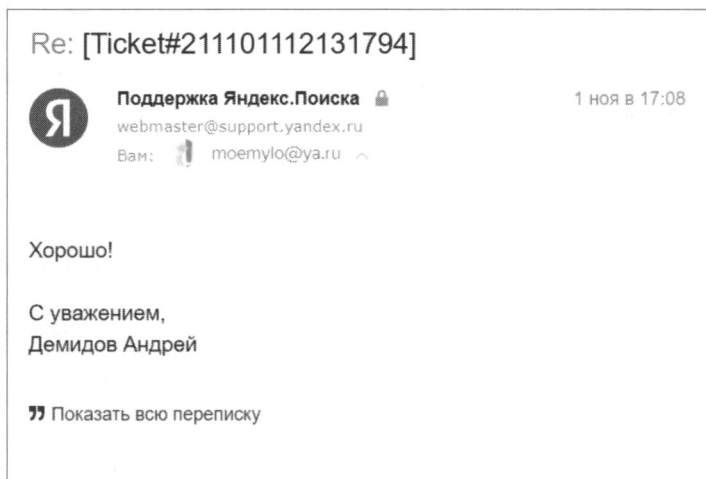 Re: [Ticket#211101112131794]
Я
Поддержка Яндекс.Поиска
1 ноя в 17:08
webmaster@support.yandex.ru
Вам: moemylo@ya.ru
Хорошо!
С уважением,
Демидов Андрей
Показать всю переписку